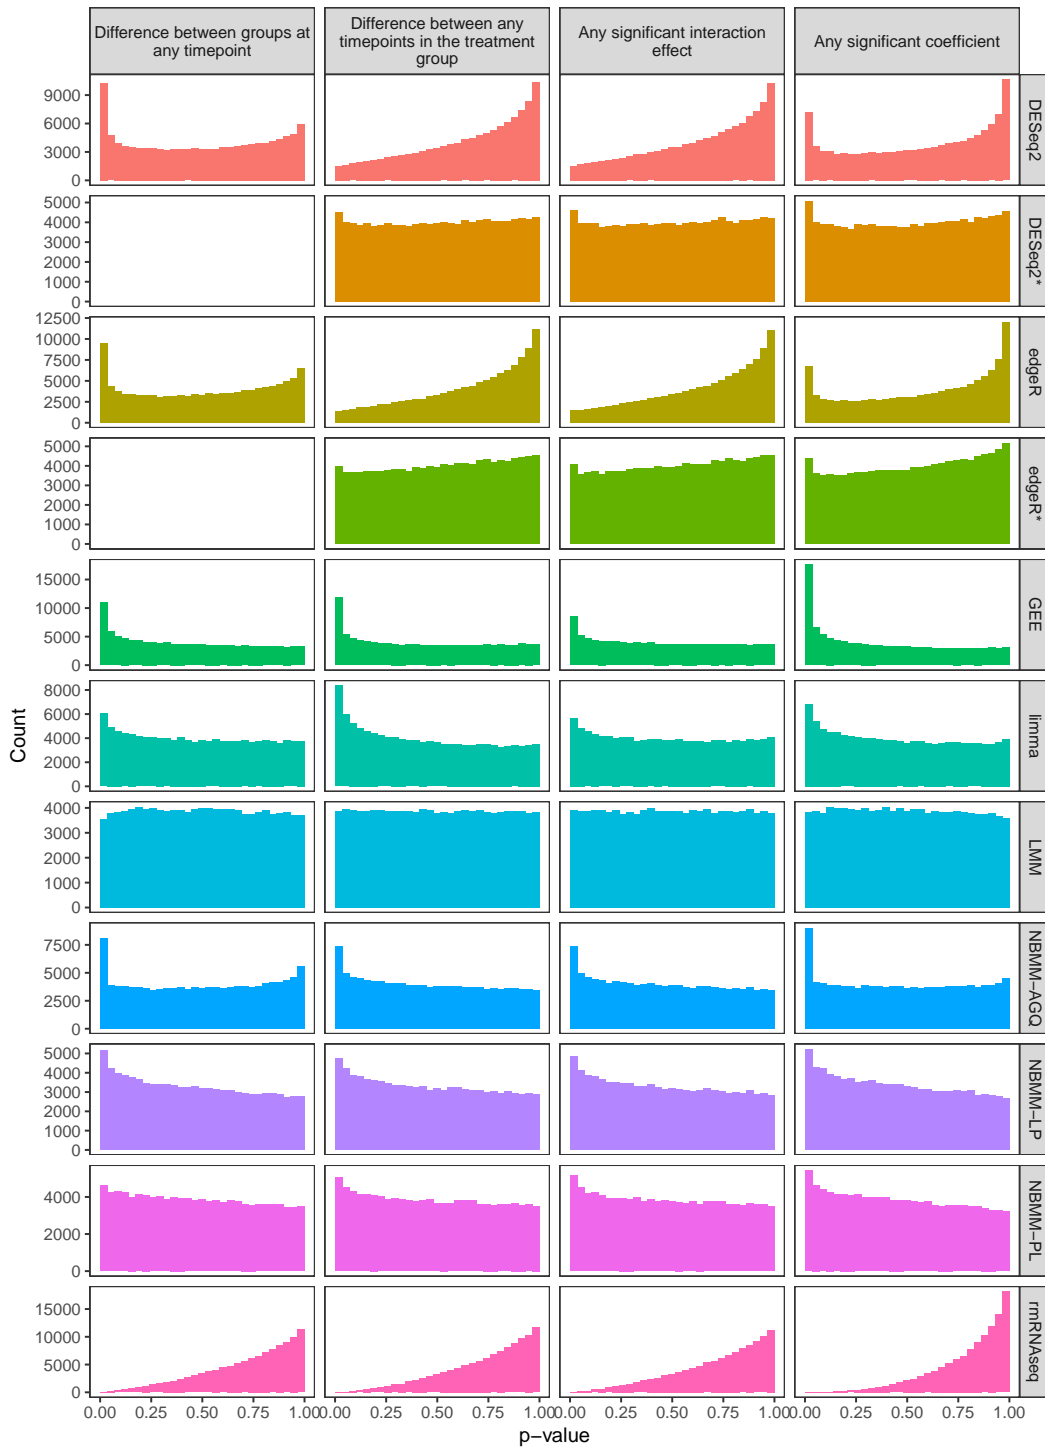 Difference between groups at
any timepoint
Difference between any
timepoints in the treatment
group
Any significant interaction
effect
Any significant coefficient
9000
6000
3000
0
DESeq2
5000
4000
3000
2000
1000
0
DESeq2*
12500
10000
7500
5000
2500
0
edgeR
5000
4000
3000
2000
1000
0
edgeR*
15000
10000
5000
0
GEE
8000
6000
4000
2000
0
limma
4000
3000
2000
1000
0
LMM
7500
5000
2500
0
NBMM−AGQ
5000
4000
3000
2000
1000
0
NBMM−LP
4000
2000
0
NBMM−PL
15000
10000
5000
0
rmRNAseq
0.00 0.25 0.50 0.75 1.00
0.00 0.25 0.50 0.75 1.00
0.00 0.25 0.50 0.75 1.00
0.00 0.25 0.50 0.75 1.00
p−value
Count